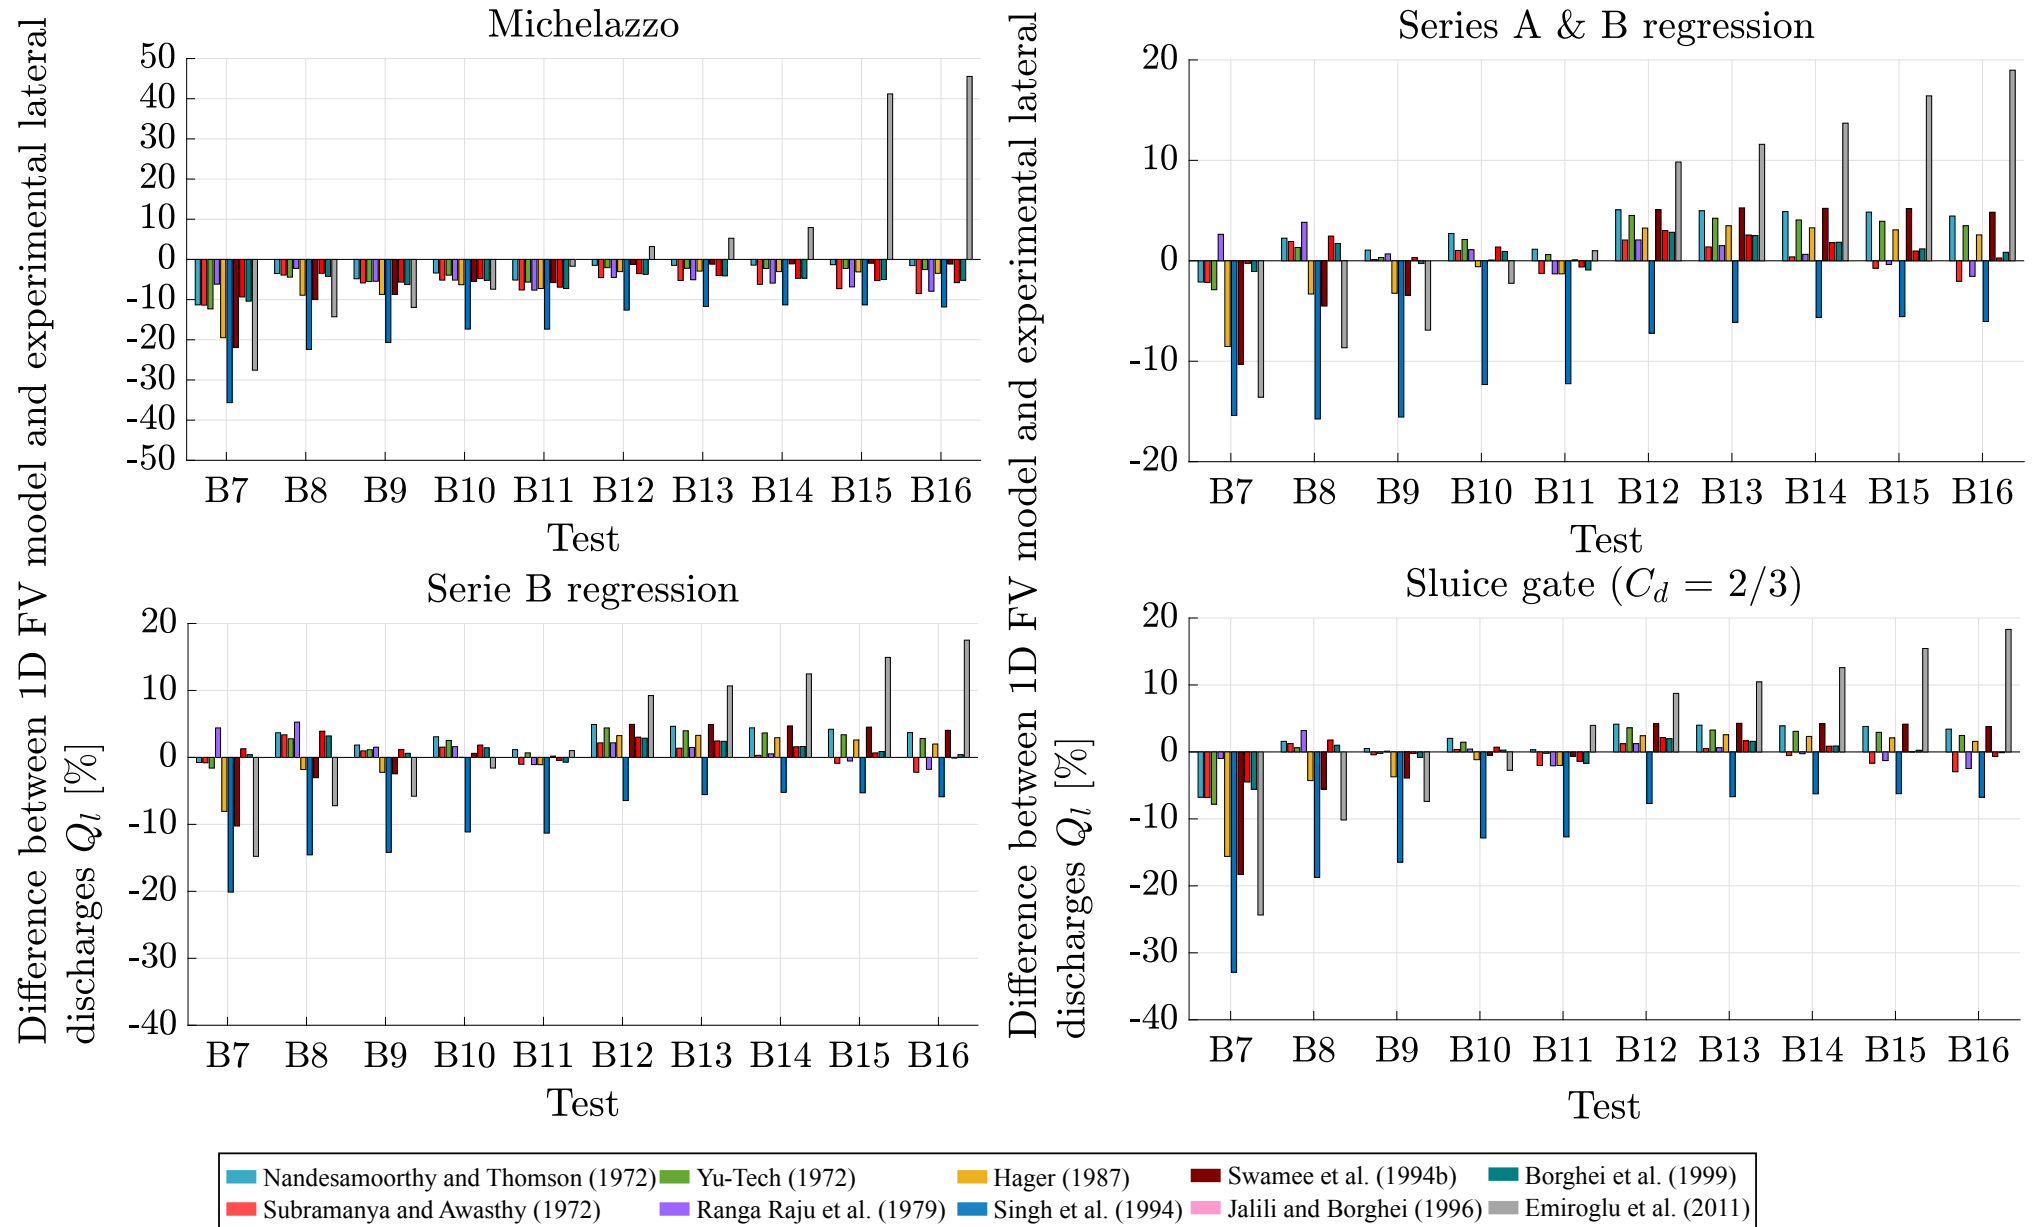 Michelazzo
50
40
30
20
10
0
-10
-20
-30
-40
-50
B7 B8 B9 B10 B11 B12 B13 B14 B15 B16
Test
Series A & B regression
20
10
0
-10
-20
B7 B8 B9 B10 B11 B12 B13 B14 B15 B16
Test
Serie B regression
20
10
0
-10
-20
-30
-40
B7 B8 B9 B10 B11 B12 B13 B14 B15 B16
Test
Sluice gate (C_d = 2/3)
20
10
0
-10
-20
-30
-40
B7 B8 B9 B10 B11 B12 B13 B14 B15 B16
Test
Difference between 1D FV model and experimental lateral
discharges Q_l [%]
Difference between 1D FV model and experimental lateral
discharges Q_l [%]
Nandesamoorthy and Thomson (1972) Yu-Tech (1972) Hager (1987) Swamee et al. (1994b) Borghei et al. (1999)
Subramanya and Awasthy (1972) Ranga Raju et al. (1979) Singh et al. (1994) Jalili and Borghei (1996) Emiroglu et al. (2011)